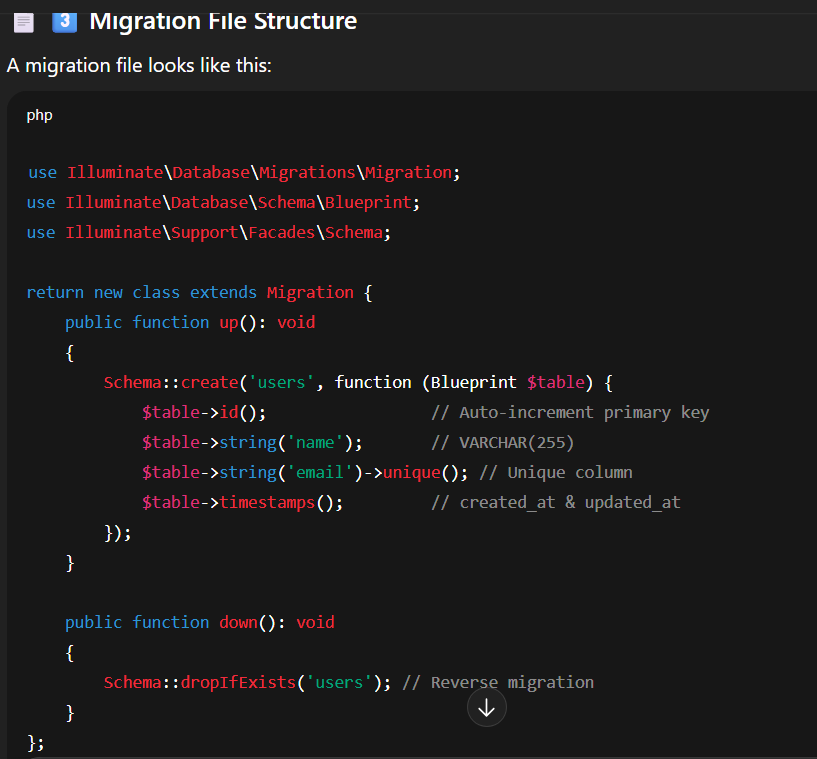 3 Migration File Structure
A migration file looks like this:
php
use Illuminate\Database\Migrations\Migration;
use Illuminate\Database\Schema\Blueprint;
use Illuminate\Support\Facades\Schema;
return new class extends Migration {
    public function up(): void
    {
        Schema::create('users', function (Blueprint $table) {
            $table->id();                 // Auto-increment primary key
            $table->string('name');       // VARCHAR(255)
            $table->string('email')->unique(); // Unique column
            $table->timestamps();         // created_at & updated_at
        });
    }
    public function down(): void
    {
        Schema::dropIfExists('users'); // Reverse migration
    }
};